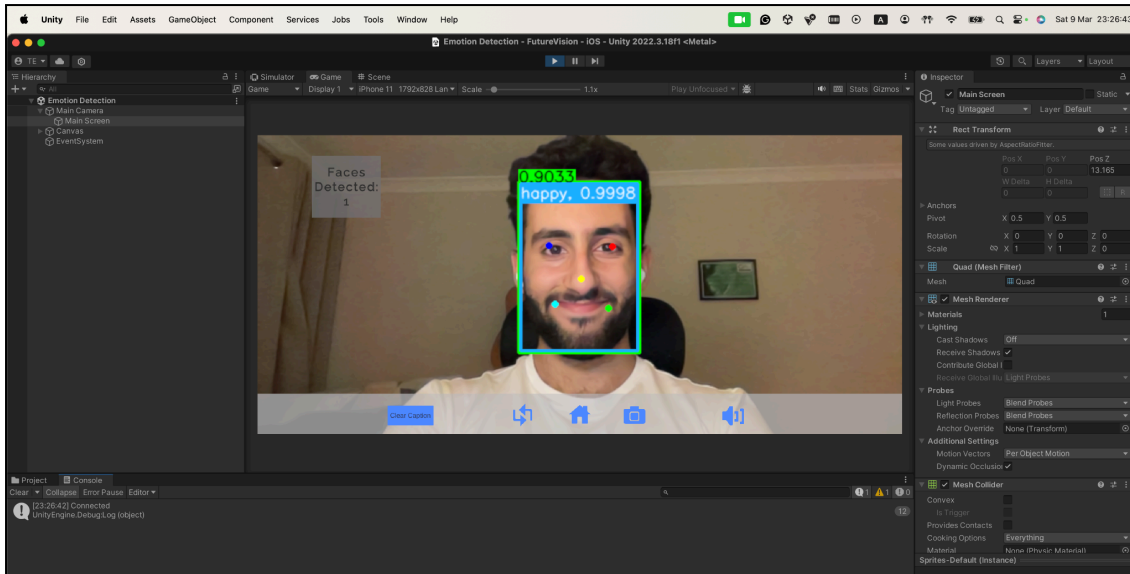 Unity File Edit Assets GameObject Component Services Jobs Tools Window Help
Sat 9 Mar 23:26:43
Emotion Detection - FutureVision - iOS - Unity 2022.3.18f1 <Metal>
TE
Layers Layout
Hierarchy
All
Emotion Detection
Main Camera
Main Screen
Canvas
EventSystem
Simulator Game Scene
Game Display 1 iPhone 11 1792x828 Lan Scale 1.1x Play Unfocused Stats Gizmos
Faces
Detected:
1
0.9033
happy, 0.9998
Clear Caption
Inspector
Main Screen Static
Tag Untagged Layer Default
Rect Transform
Some values driven by AspectRatioFitter.
Pos X Pos Y Pos Z
0 0 13.165
W Delta H Delta
0 0
Anchors
Pivot X 0.5 Y 0.5
Rotation X 0 Y 0 Z 0
Scale X 1 Y 1 Z 0
Quad (Mesh Filter)
Mesh Quad
Mesh Renderer
Materials 1
Lighting
Cast Shadows Off
Receive Shadows
Contribute Global I
Receive Global Illu Light Probes
Probes
Light Probes Blend Probes
Reflection Probes Blend Probes
Anchor Override None (Transform)
Additional Settings
Motion Vectors Per Object Motion
Dynamic Occlusion
Mesh Collider
Convex
Is Trigger
Provides Contacts
Cooking Options Everything
Material None (Physic Material)
Sprites-Default (Instance)
Project Console
Clear Collapse Error Pause Editor
1 1 0
[23:26:42] Connected
UnityEngine.Debug:Log (object)
12